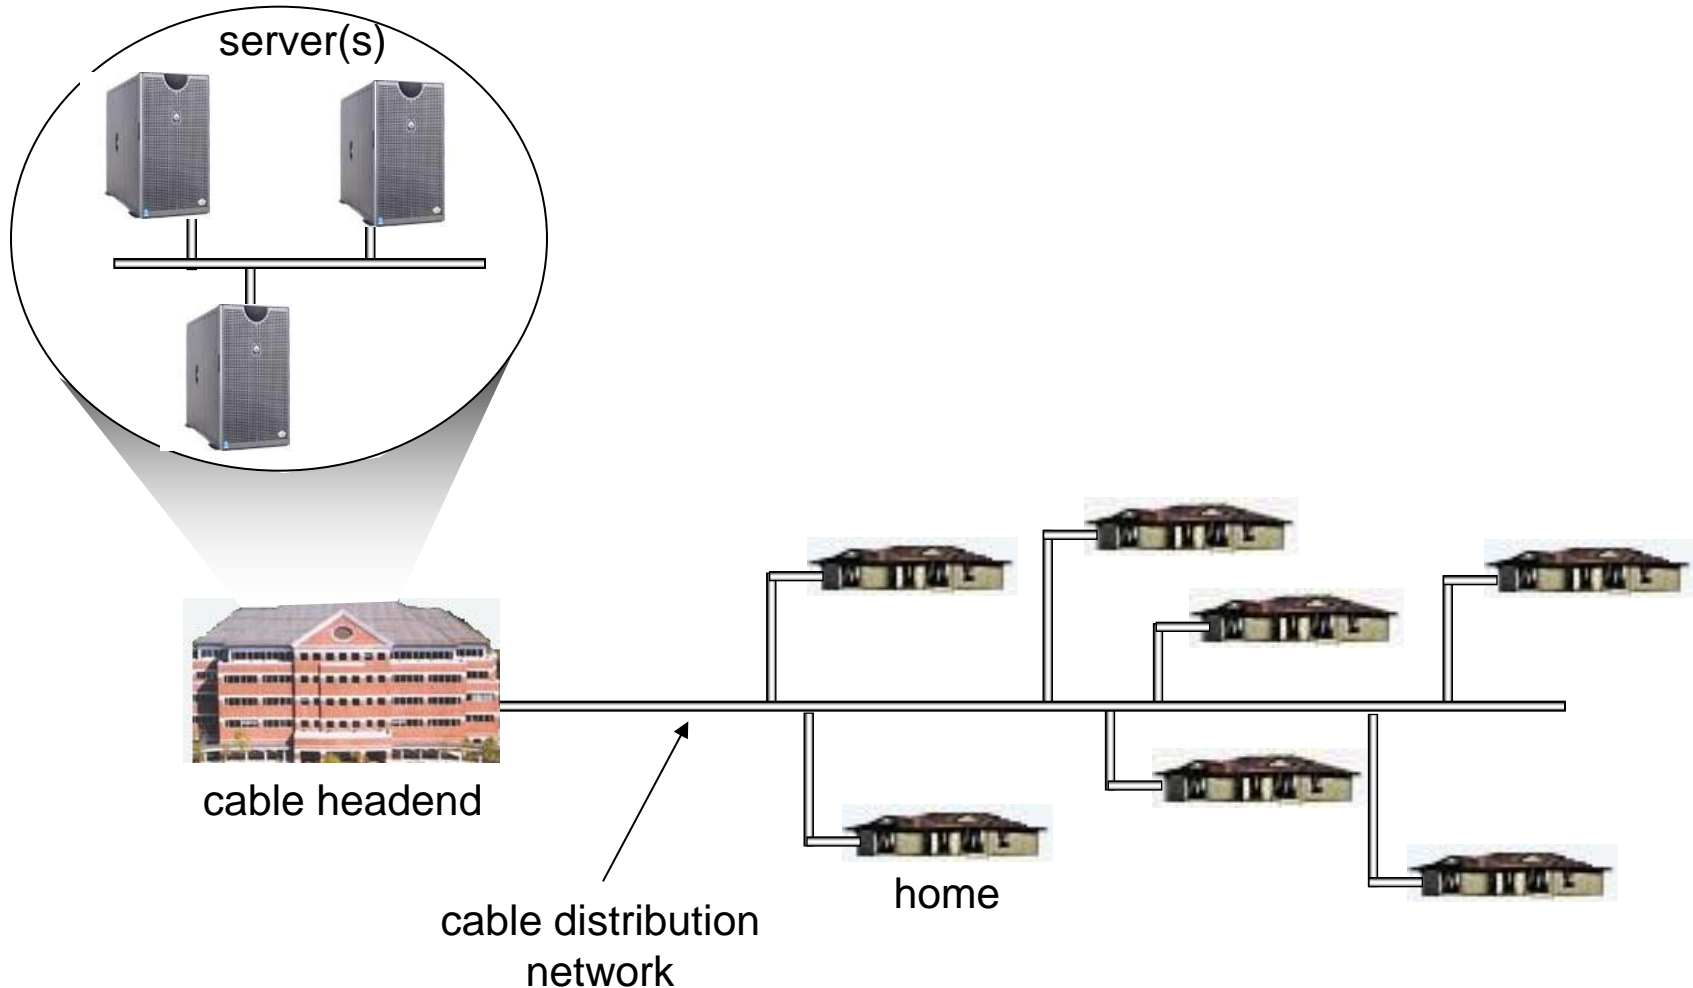 server(s)
cable headend
home
cable distribution
network